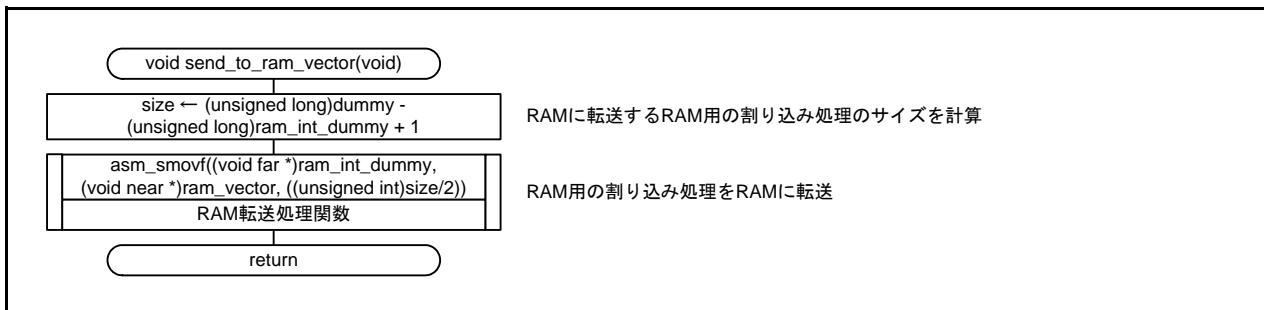 void send_to_ram_vector(void)
size ← (unsigned long)dummy -
(unsigned long)ram_int_dummy + 1
RAMに転送するRAM用の割り込み処理のサイズを計算
asm_smovf((void far *)ram_int_dummy,
(void near *)ram_vector, ((unsigned int)size/2))
RAM転送処理関数
RAM用の割り込み処理をRAMに転送
return